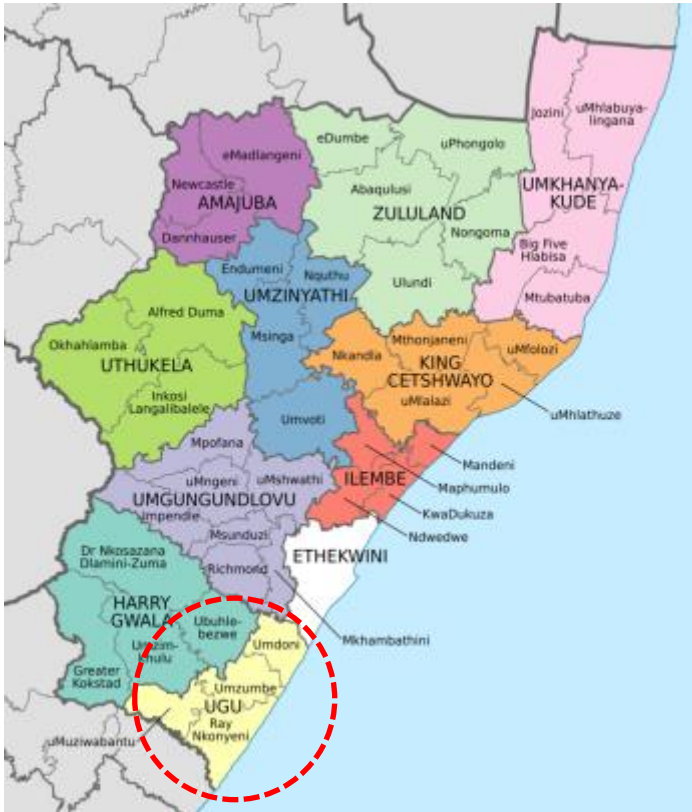 Jozini
uMhlabuya-
lingana
UMKHANYA-
KUDE
Big Five
Hlabisa
Mtubatuba
eDumbe
uPhongolo
Abaqulusi
ZULULAND
Nongoma
Ulundi
eMadlangeni
Newcastle
AMAJUBA
Dannhauser
Endumeni
Nquthu
UMZINYATHI
Msinga
Umvoti
Alfred Duma
Okhahlamba
UTHUKELA
Inkosi
Langalibalele
Mthonjaneni
Nkandla
uMfolozi
KING
CETSHWAYO
uMlalazi
uMhlathuze
Mandeni
ILEMBE
Maphumulo
KwaDukuza
Ndwedwe
Mpofana
uMngeni
uMshwathi
UMGUNGUNDLOVU
Impendle
Msunduzi
Richmond
Mkhambathini
ETHEKWINI
Dr Nkosazana
Dlamini-Zuma
HARRY
GWALA
Ubuhle-
bezwe
Umzim-
khulu
Greater
Kokstad
Umdoni
Umzumbe
UGU
Ray
Nkonyeni
uMuziwabantu